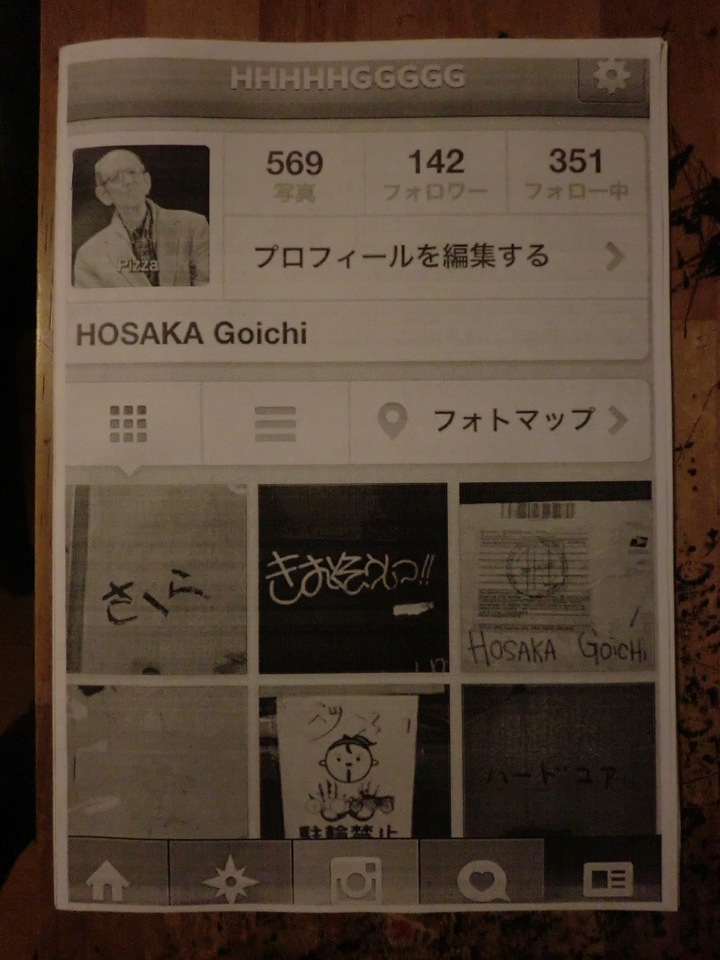 HHHHHGGGGG
569 142 351
写真 フォロワー フォロー中
Pizza
プロフィールを編集する
HOSAKA Goichi
フォトマップ
さくら
HOSAKA GoicHi
ハードコア
駐輪禁止